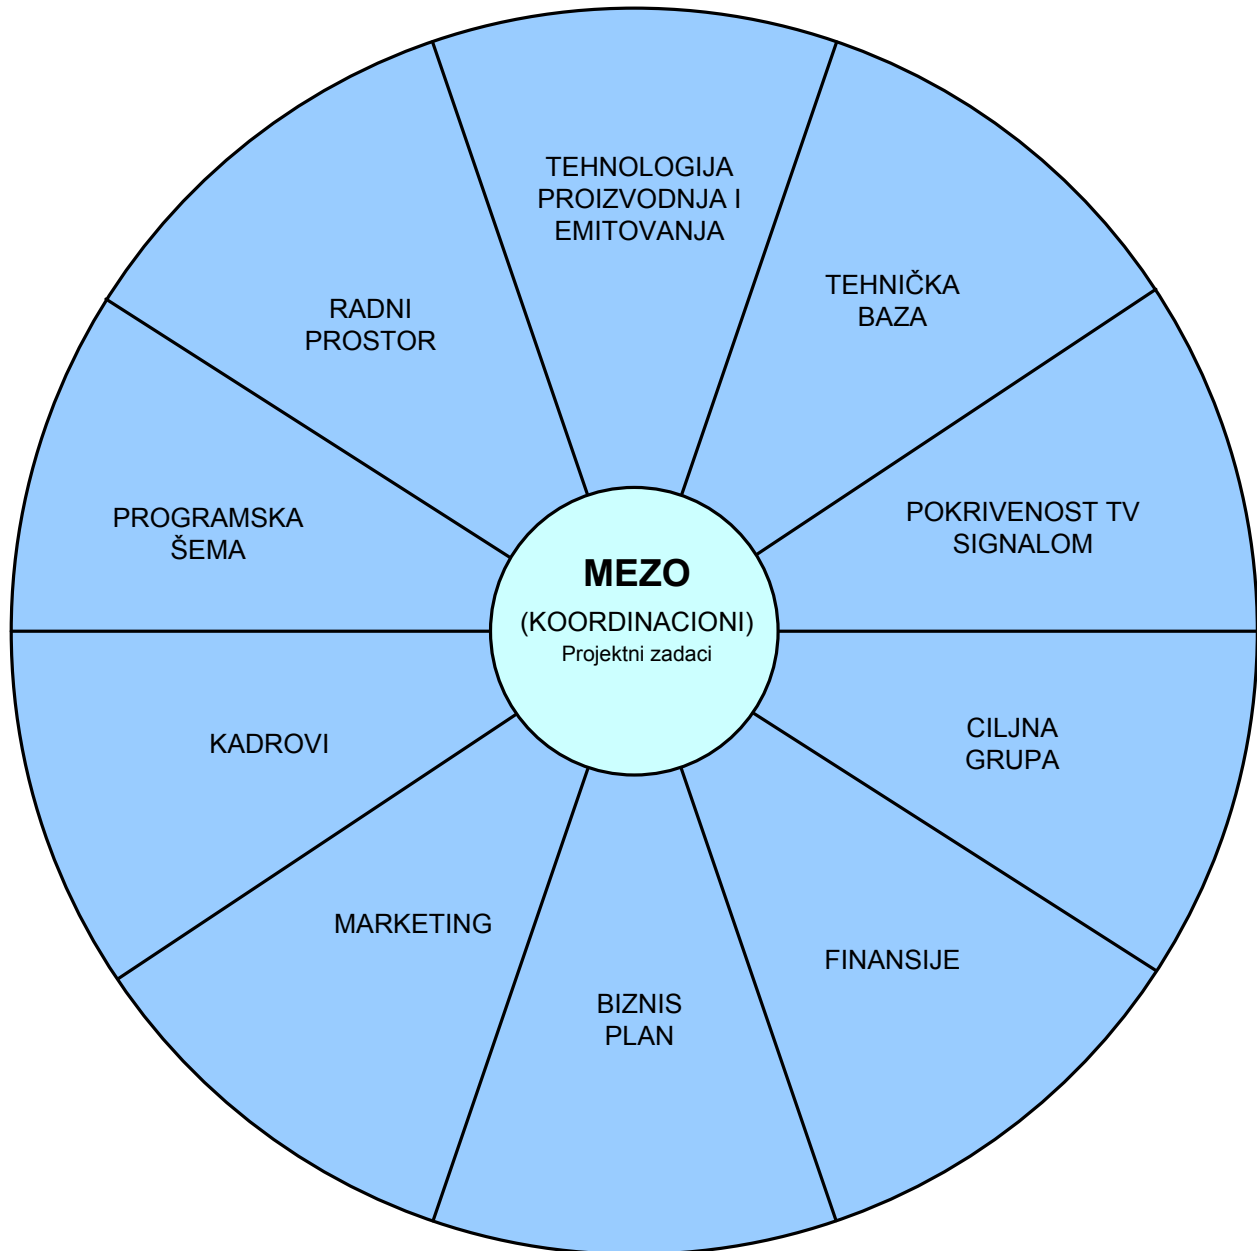 TEHNOLOGIJA
PROIZVODNJA I
EMITOVANJA
TEHNIČKA
BAZA
RADNI
PROSTOR
POKRIVENOST TV
SIGNALOM
PROGRAMSKA
ŠEMA
MEZO
(KOORDINACIONI)
Projektni zadaci
CILJNA
GRUPA
KADROVI
MARKETING
FINANSIJE
BIZNIS
PLAN